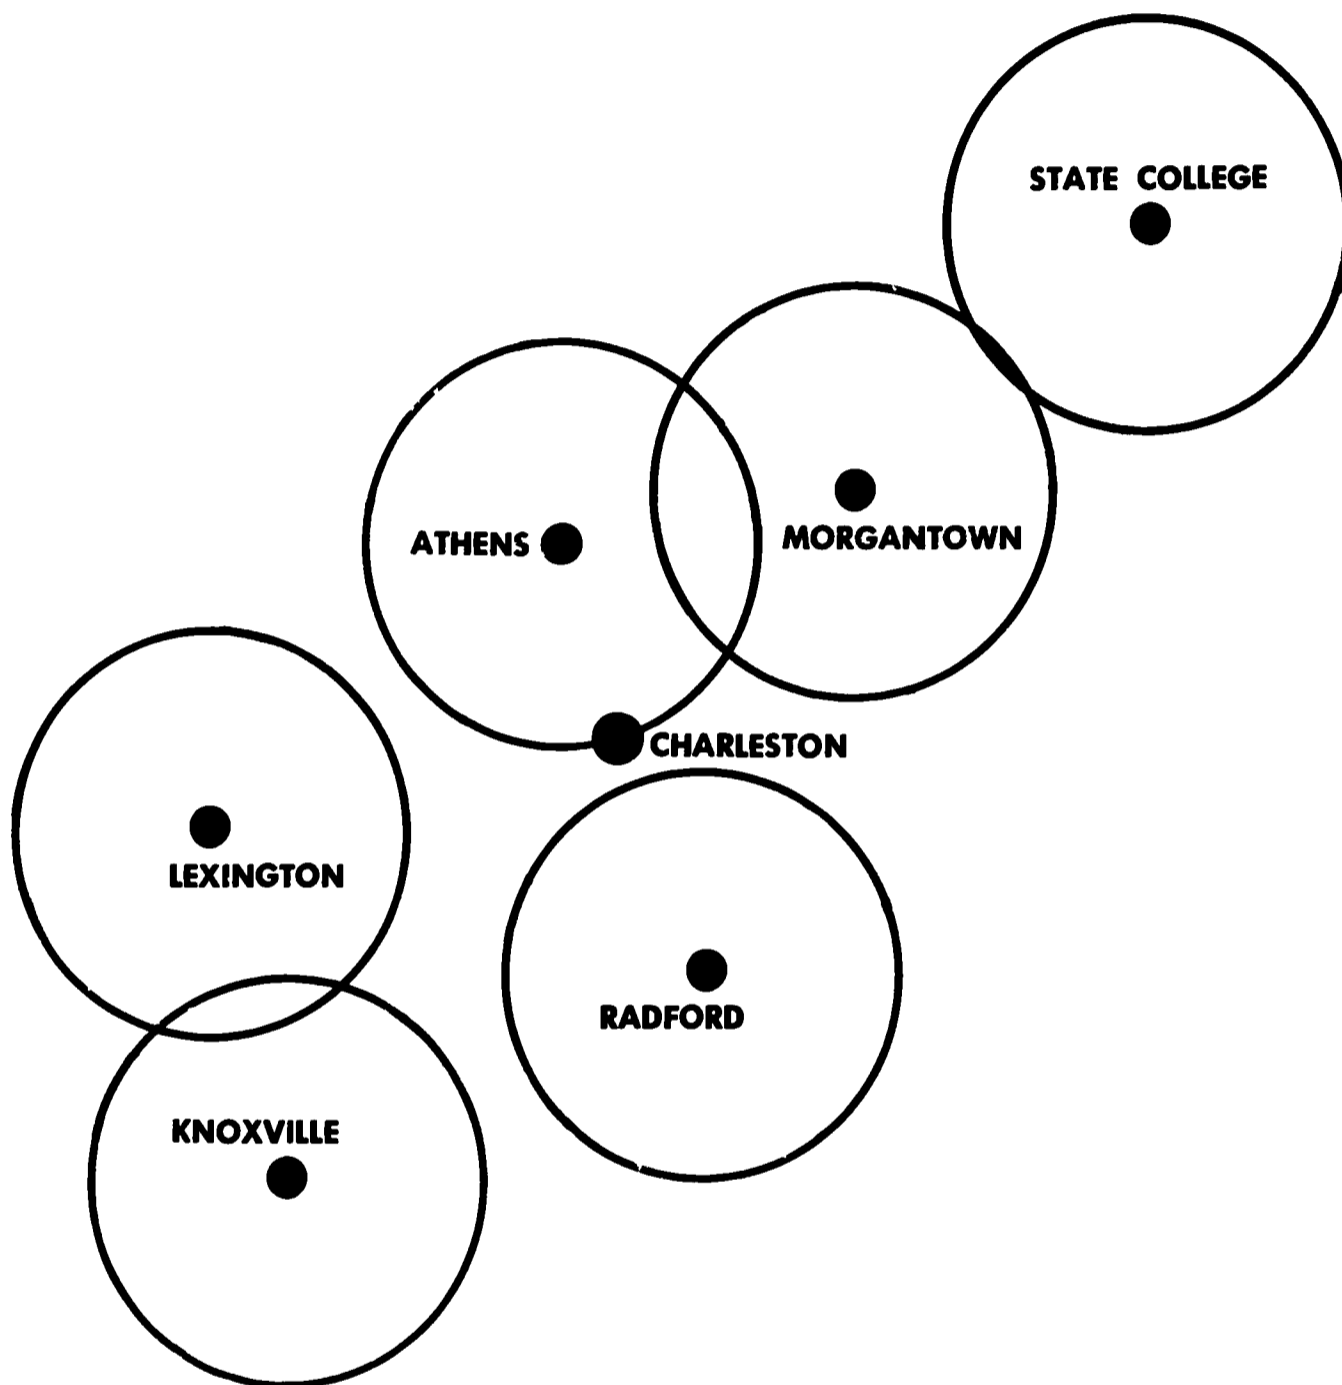 STATE COLLEGE
ATHENS
MORGANTOWN
CHARLESTON
LEXINGTON
RADFORD
KNOXVILLE